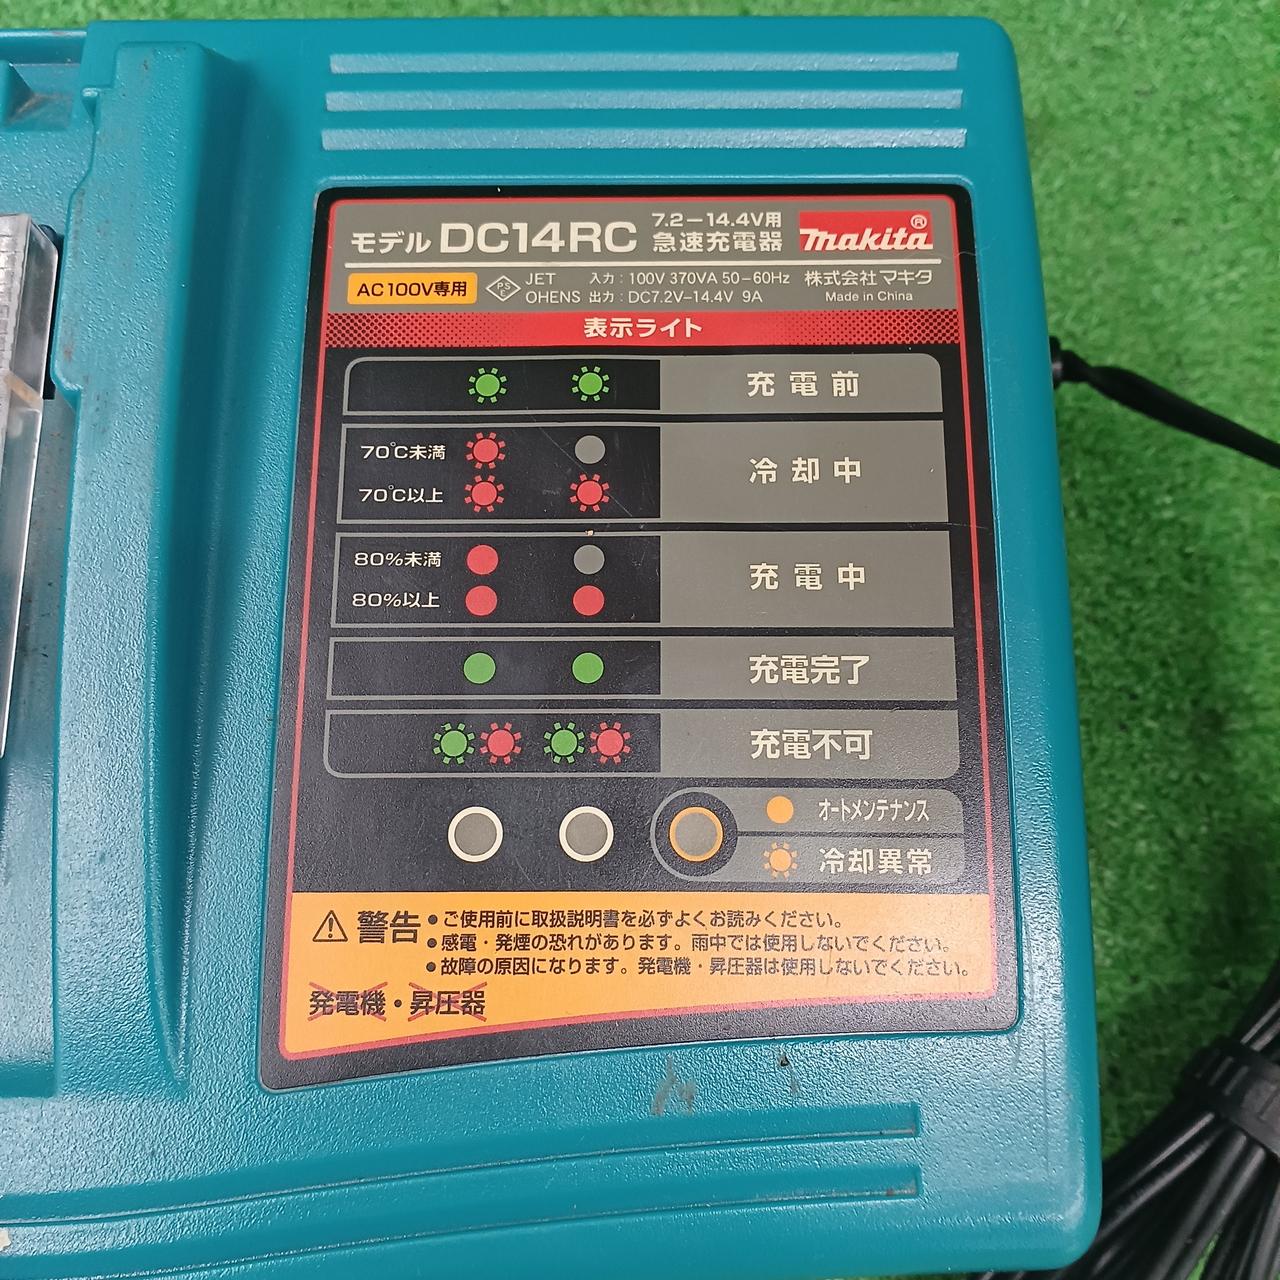 モデル DC14RC 7.2－14.4V用 急速充電器 makita®
AC100V専用 PSE JET 入力：100V 370VA 50－60Hz 株式会社マキタ
OHENS 出力：DC7.2V－14.4V 9A Made in China
表示ライト
充電前
70℃未満
70℃以上
冷却中
80%未満
80%以上
充電中
充電完了
充電不可
オートメンテナンス
冷却異常
警告 ●ご使用前に取扱説明書を必ずよくお読みください。
●感電・発煙の恐れがあります。雨中では使用しないでください。
●故障の原因になります。発電機・昇圧器は使用しないでください。
発電機・昇圧器